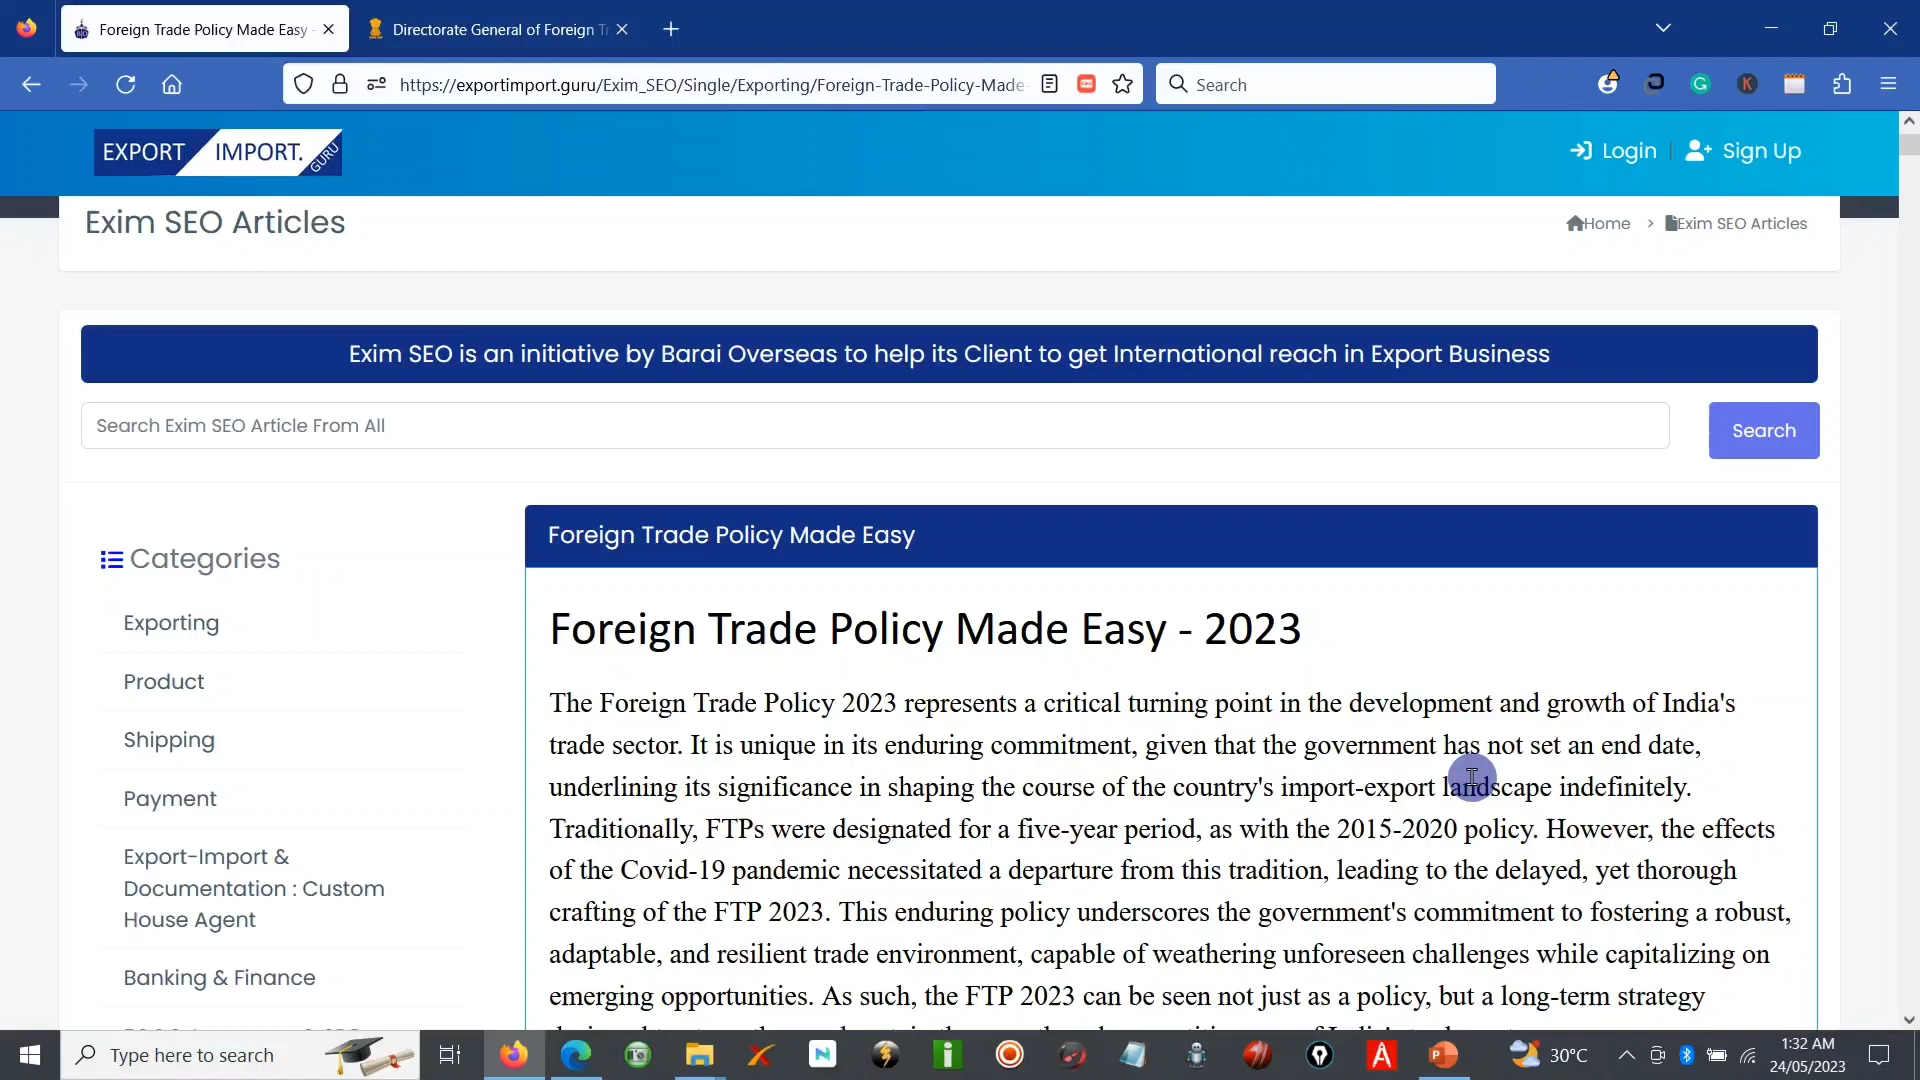 Foreign Trade Policy Made Easy -
Directorate General of Foreign Tr
https://exportimport.guru/Exim_SEO/Single/Exporting/Foreign-Trade-Policy-Made-
Search
EXPORT IMPORT. GURU
Login | Sign Up
Exim SEO Articles
Home > Exim SEO Articles
Exim SEO is an initiative by Barai Overseas to help its Client to get International reach in Export Business
Search Exim SEO Article From All
Search
Categories
Exporting
Product
Shipping
Payment
Export-Import &
Documentation : Custom
House Agent
Banking & Finance
Foreign Trade Policy Made Easy
Foreign Trade Policy Made Easy - 2023
The Foreign Trade Policy 2023 represents a critical turning point in the development and growth of India's
trade sector. It is unique in its enduring commitment, given that the government has not set an end date,
underlining its significance in shaping the course of the country's import-export landscape indefinitely.
Traditionally, FTPs were designated for a five-year period, as with the 2015-2020 policy. However, the effects
of the Covid-19 pandemic necessitated a departure from this tradition, leading to the delayed, yet thorough
crafting of the FTP 2023. This enduring policy underscores the government's commitment to fostering a robust,
adaptable, and resilient trade environment, capable of weathering unforeseen challenges while capitalizing on
emerging opportunities. As such, the FTP 2023 can be seen not just as a policy, but a long-term strategy
Type here to search
30°C
1:32 AM
24/05/2023